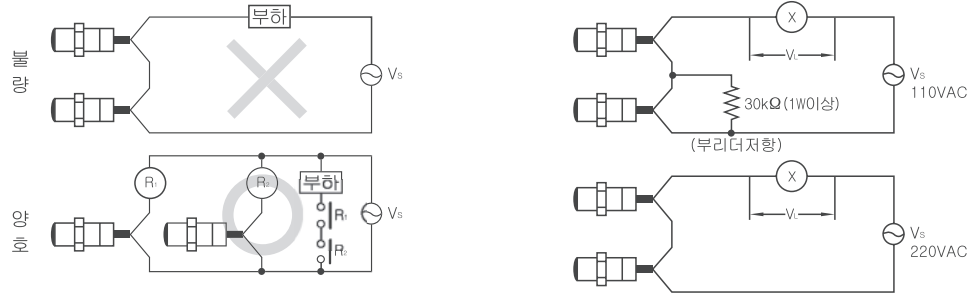 불량
부하
Vs
양호
R₁
R₂
부하
R₁
R₂
Vs
X
VL
Vs
110VAC
30kΩ(1W이상)
(부리더저항)
X
VL
Vs
220VAC